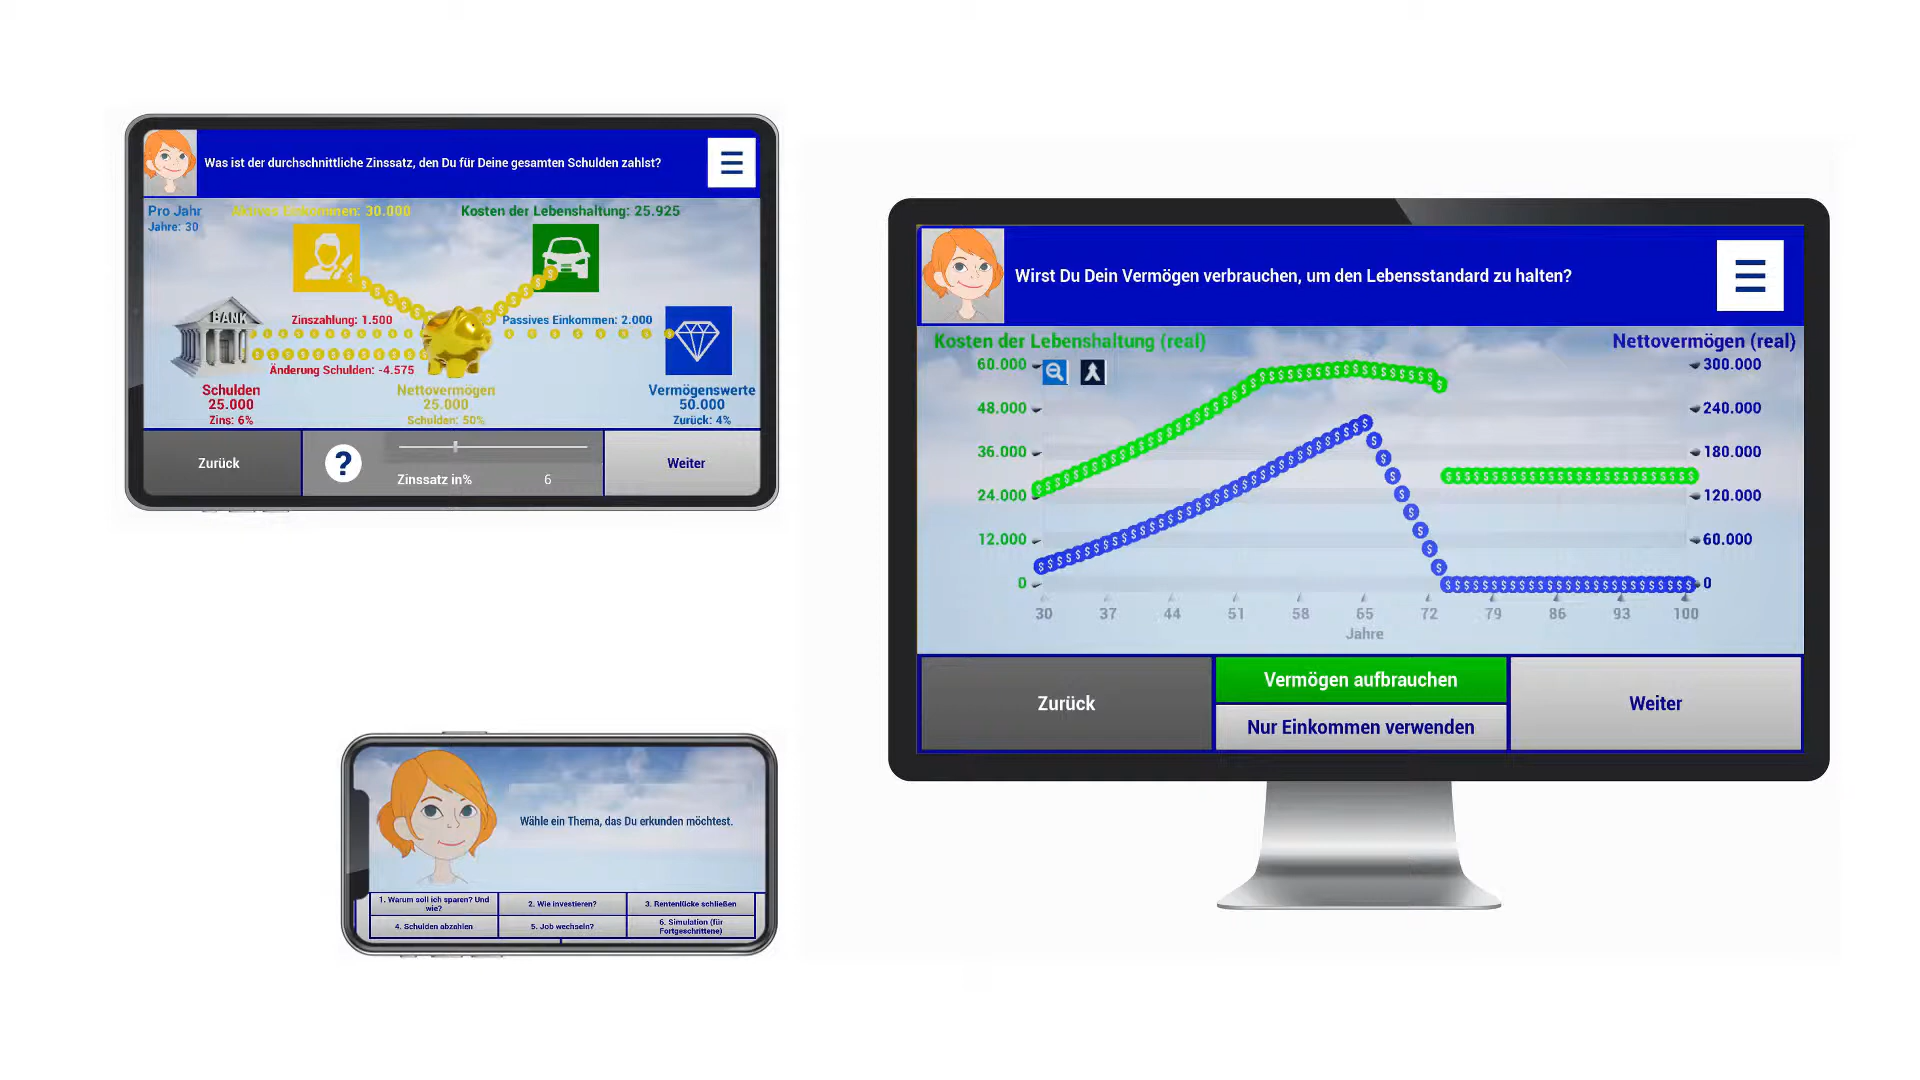 Was ist der durchschnittliche Zinssatz, den Du für Deine gesamten Schulden zahlst?
Pro Jahr
Jahre: 30
Aktives Einkommen: 30.000
Kosten der Lebenshaltung: 25.925
BANK
Zinszahlung: 1.500
Passives Einkommen: 2.000
Änderung Schulden: -4.575
Schulden
25.000
Zins: 6%
Nettovermögen
25.000
Schulden: 50%
Vermögenswerte
50.000
Zurück: 4%
Zurück
?
Zinssatz in%
6
Weiter
Wirst Du Dein Vermögen verbrauchen, um den Lebensstandard zu halten?
Kosten der Lebenshaltung (real)
Nettovermögen (real)
60.000
48.000
36.000
24.000
12.000
0
300.000
240.000
180.000
120.000
60.000
0
30 37 44 51 58 65 72 79 86 93 100
Jahre
Zurück
Vermögen aufbrauchen
Nur Einkommen verwenden
Weiter
Wähle ein Thema, das Du erkunden möchtest.
1. Warum soll ich sparen? Und
wie?
2. Wie investieren?
3. Rentenlücke schließen
4. Schulden abzahlen
5. Job wechseln?
6. Simulation (für
Fortgeschrittene)